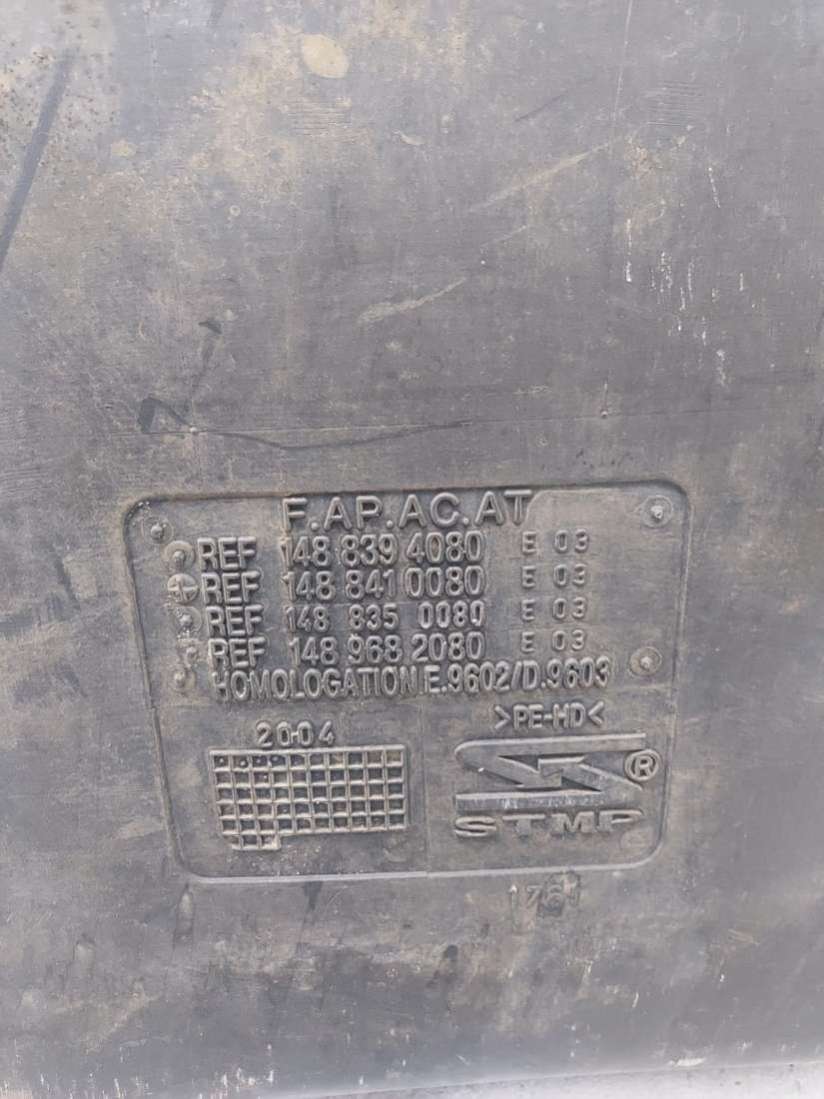 F.AP.AC.AT
REF 148 839 4080 E 03
REF 148 841 0080 E 03
REF 148 835 0080 E 03
REF 148 968 2080 E 03
HOMOLOGATION E.9602/D.9603
>PE-HD<
2004
®
STMP